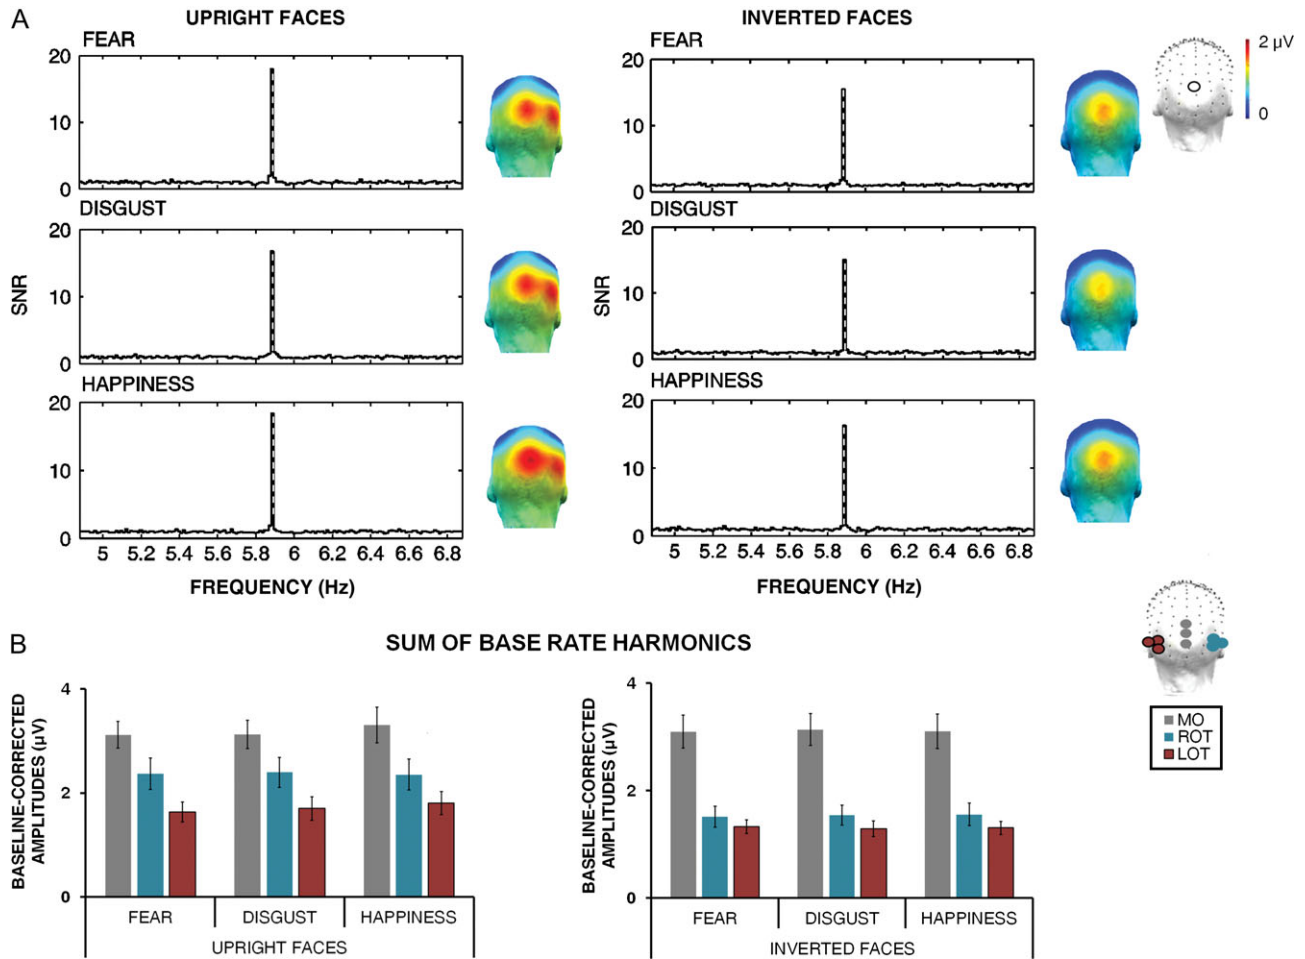 A
UPRIGHT FACES
INVERTED FACES
FEAR
20
10
0
FEAR
20
10
0
2 µV
0
DISGUST
20
10
0
SNR
DISGUST
20
10
0
SNR
HAPPINESS
20
10
0
5 5.2 5.4 5.6 5.8 6 6.2 6.4 6.6 6.8
FREQUENCY (Hz)
HAPPINESS
20
10
0
5 5.2 5.4 5.6 5.8 6 6.2 6.4 6.6 6.8
FREQUENCY (Hz)
B
SUM OF BASE RATE HARMONICS
BASELINE-CORRECTED
AMPLITUDES (µV)
4
2
0
FEAR DISGUST HAPPINESS
UPRIGHT FACES
BASELINE-CORRECTED
AMPLITUDES (µV)
4
2
0
FEAR DISGUST HAPPINESS
INVERTED FACES
MO
ROT
LOT